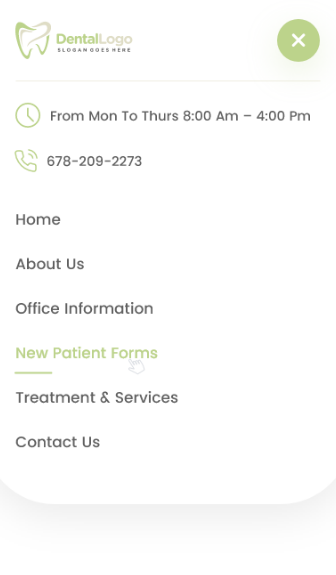 DentalLogo
SLOGAN GOES HERE
From Mon To Thurs 8:00 Am – 4:00 Pm
678-209-2273
Home
About Us
Office Information
New Patient Forms
Treatment & Services
Contact Us